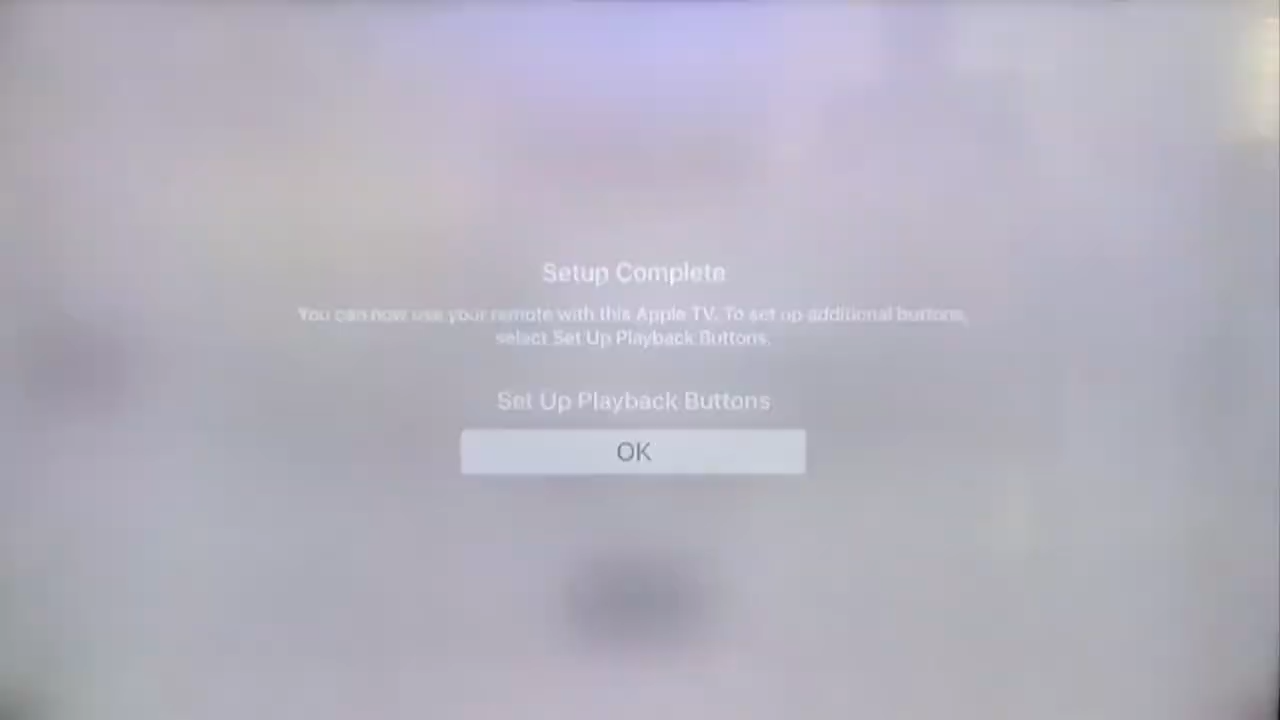 Setup Complete
You can now use your remote with this Apple TV. To set up additional buttons,
select Set Up Playback Buttons.
Set Up Playback Buttons
OK